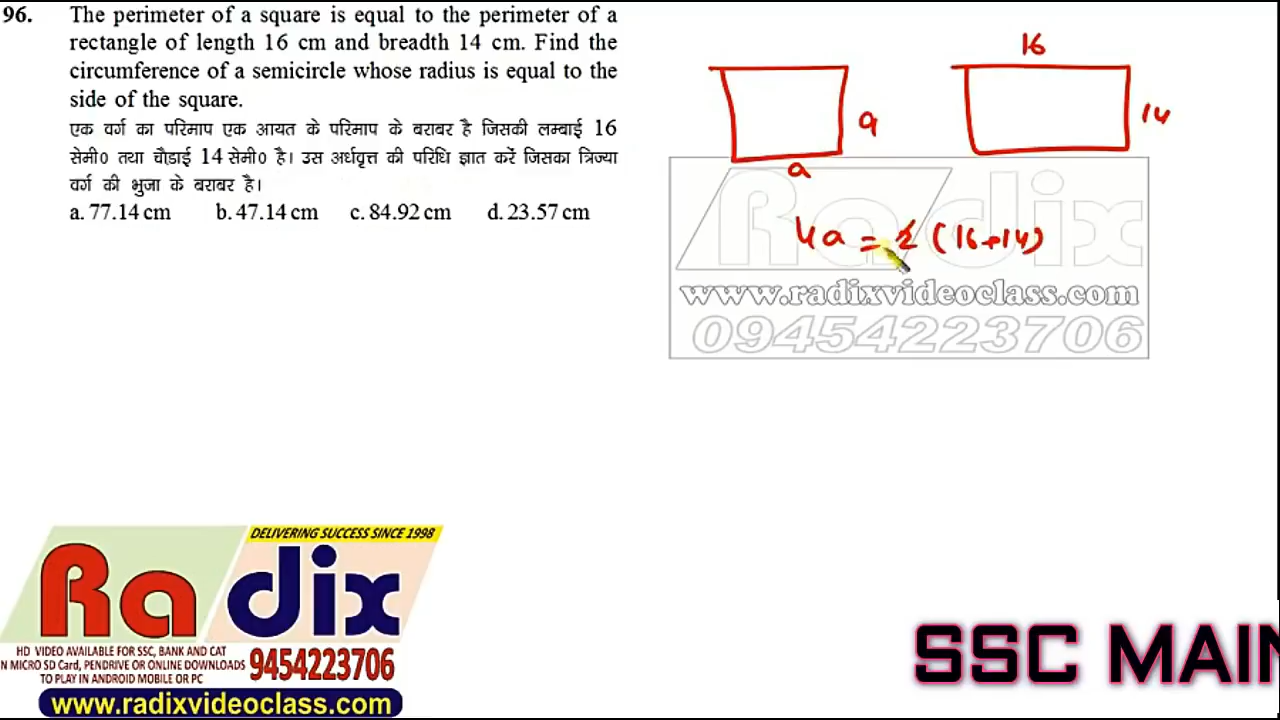 96. The perimeter of a square is equal to the perimeter of a
rectangle of length 16 cm and breadth 14 cm. Find the
circumference of a semicircle whose radius is equal to the
side of the square.
एक वर्ग का परिमाप एक आयत के परिमाप के बराबर है जिसकी लम्बाई 16
सेमी० तथा चौड़ाई 14 सेमी० है। उस अर्धवृत्त की परिधि ज्ञात करें जिसका त्रिज्या
वर्ग की भुजा के बराबर है।
a. 77.14 cm b. 47.14 cm c. 84.92 cm d. 23.57 cm
16
a
14
a
4a = 2 (16+14)
Radix
www.radixvideoclass.com
09454223706
DELIVERING SUCCESS SINCE 1998
Radix
HD VIDEO AVAILABLE FOR SSC, BANK AND CAT
N MICRO SD Card, PENDRIVE OR ONLINE DOWNLOADS
TO PLAY IN ANDROID MOBILE OR PC
9454223706
www.radixvideoclass.com
SSC MAIN